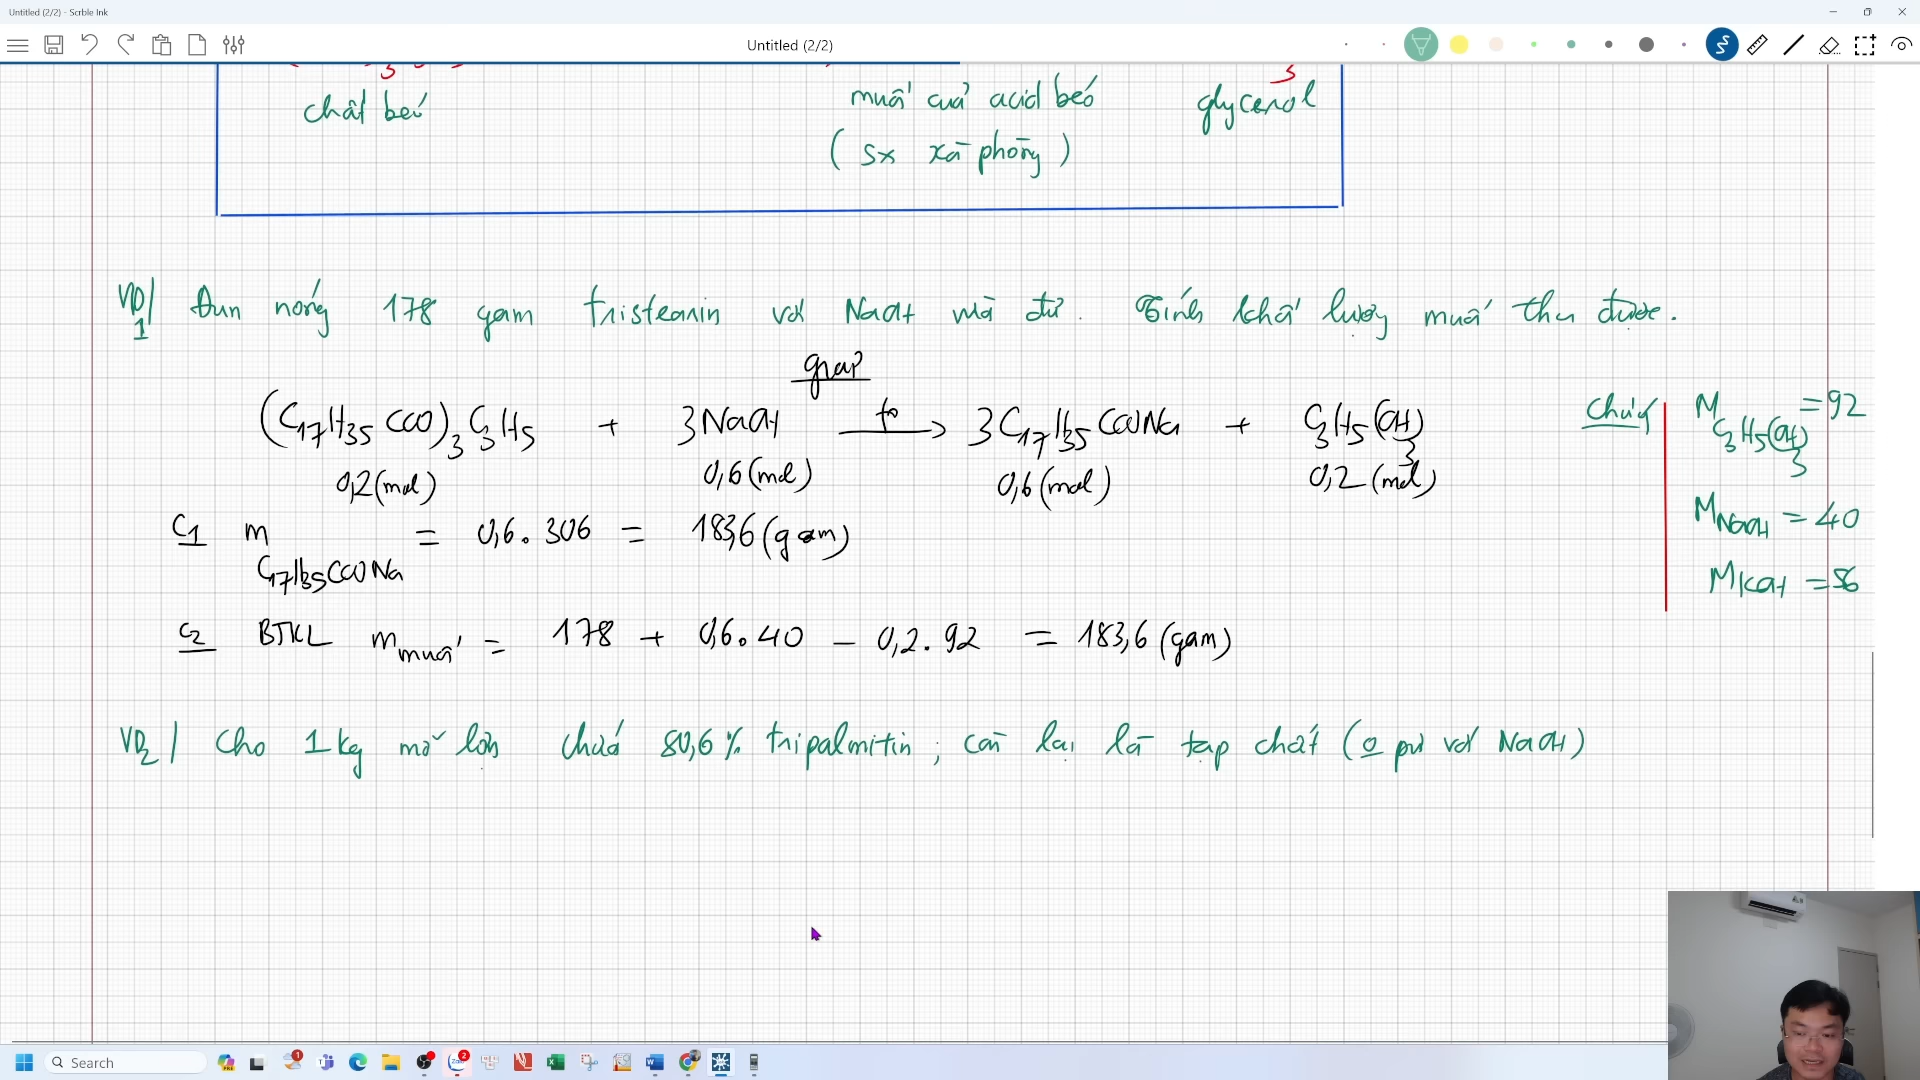 Untitled (2/2) - Scrble Ink
Untitled (2/2)
chất béo
muối của acid béo
glycerol
(sx xà phòng)
VD1/ Đun nóng 178 gam tristearin với NaOH vừa đủ. Tính khối lượng muối thu được.
giải
(C17H35COO)3C3H5 + 3NaOH →(t°) 3C17H35COONa + C3H5(OH)3
0,2(mol) 0,6(mol) 0,6(mol) 0,2(mol)
C1 m C17H35COONa = 0,6.306 = 183,6(gam)
C2 BTKL m muối = 178 + 0,6.40 - 0,2.92 = 183,6(gam)
Chú ý
M C3H5(OH)3 = 92
M NaOH = 40
M KOH = 56
VD2/ Cho 1kg mỡ lợn chứa 80,6% tripalmitin; còn lại là tạp chất (o pư với NaOH)
Search